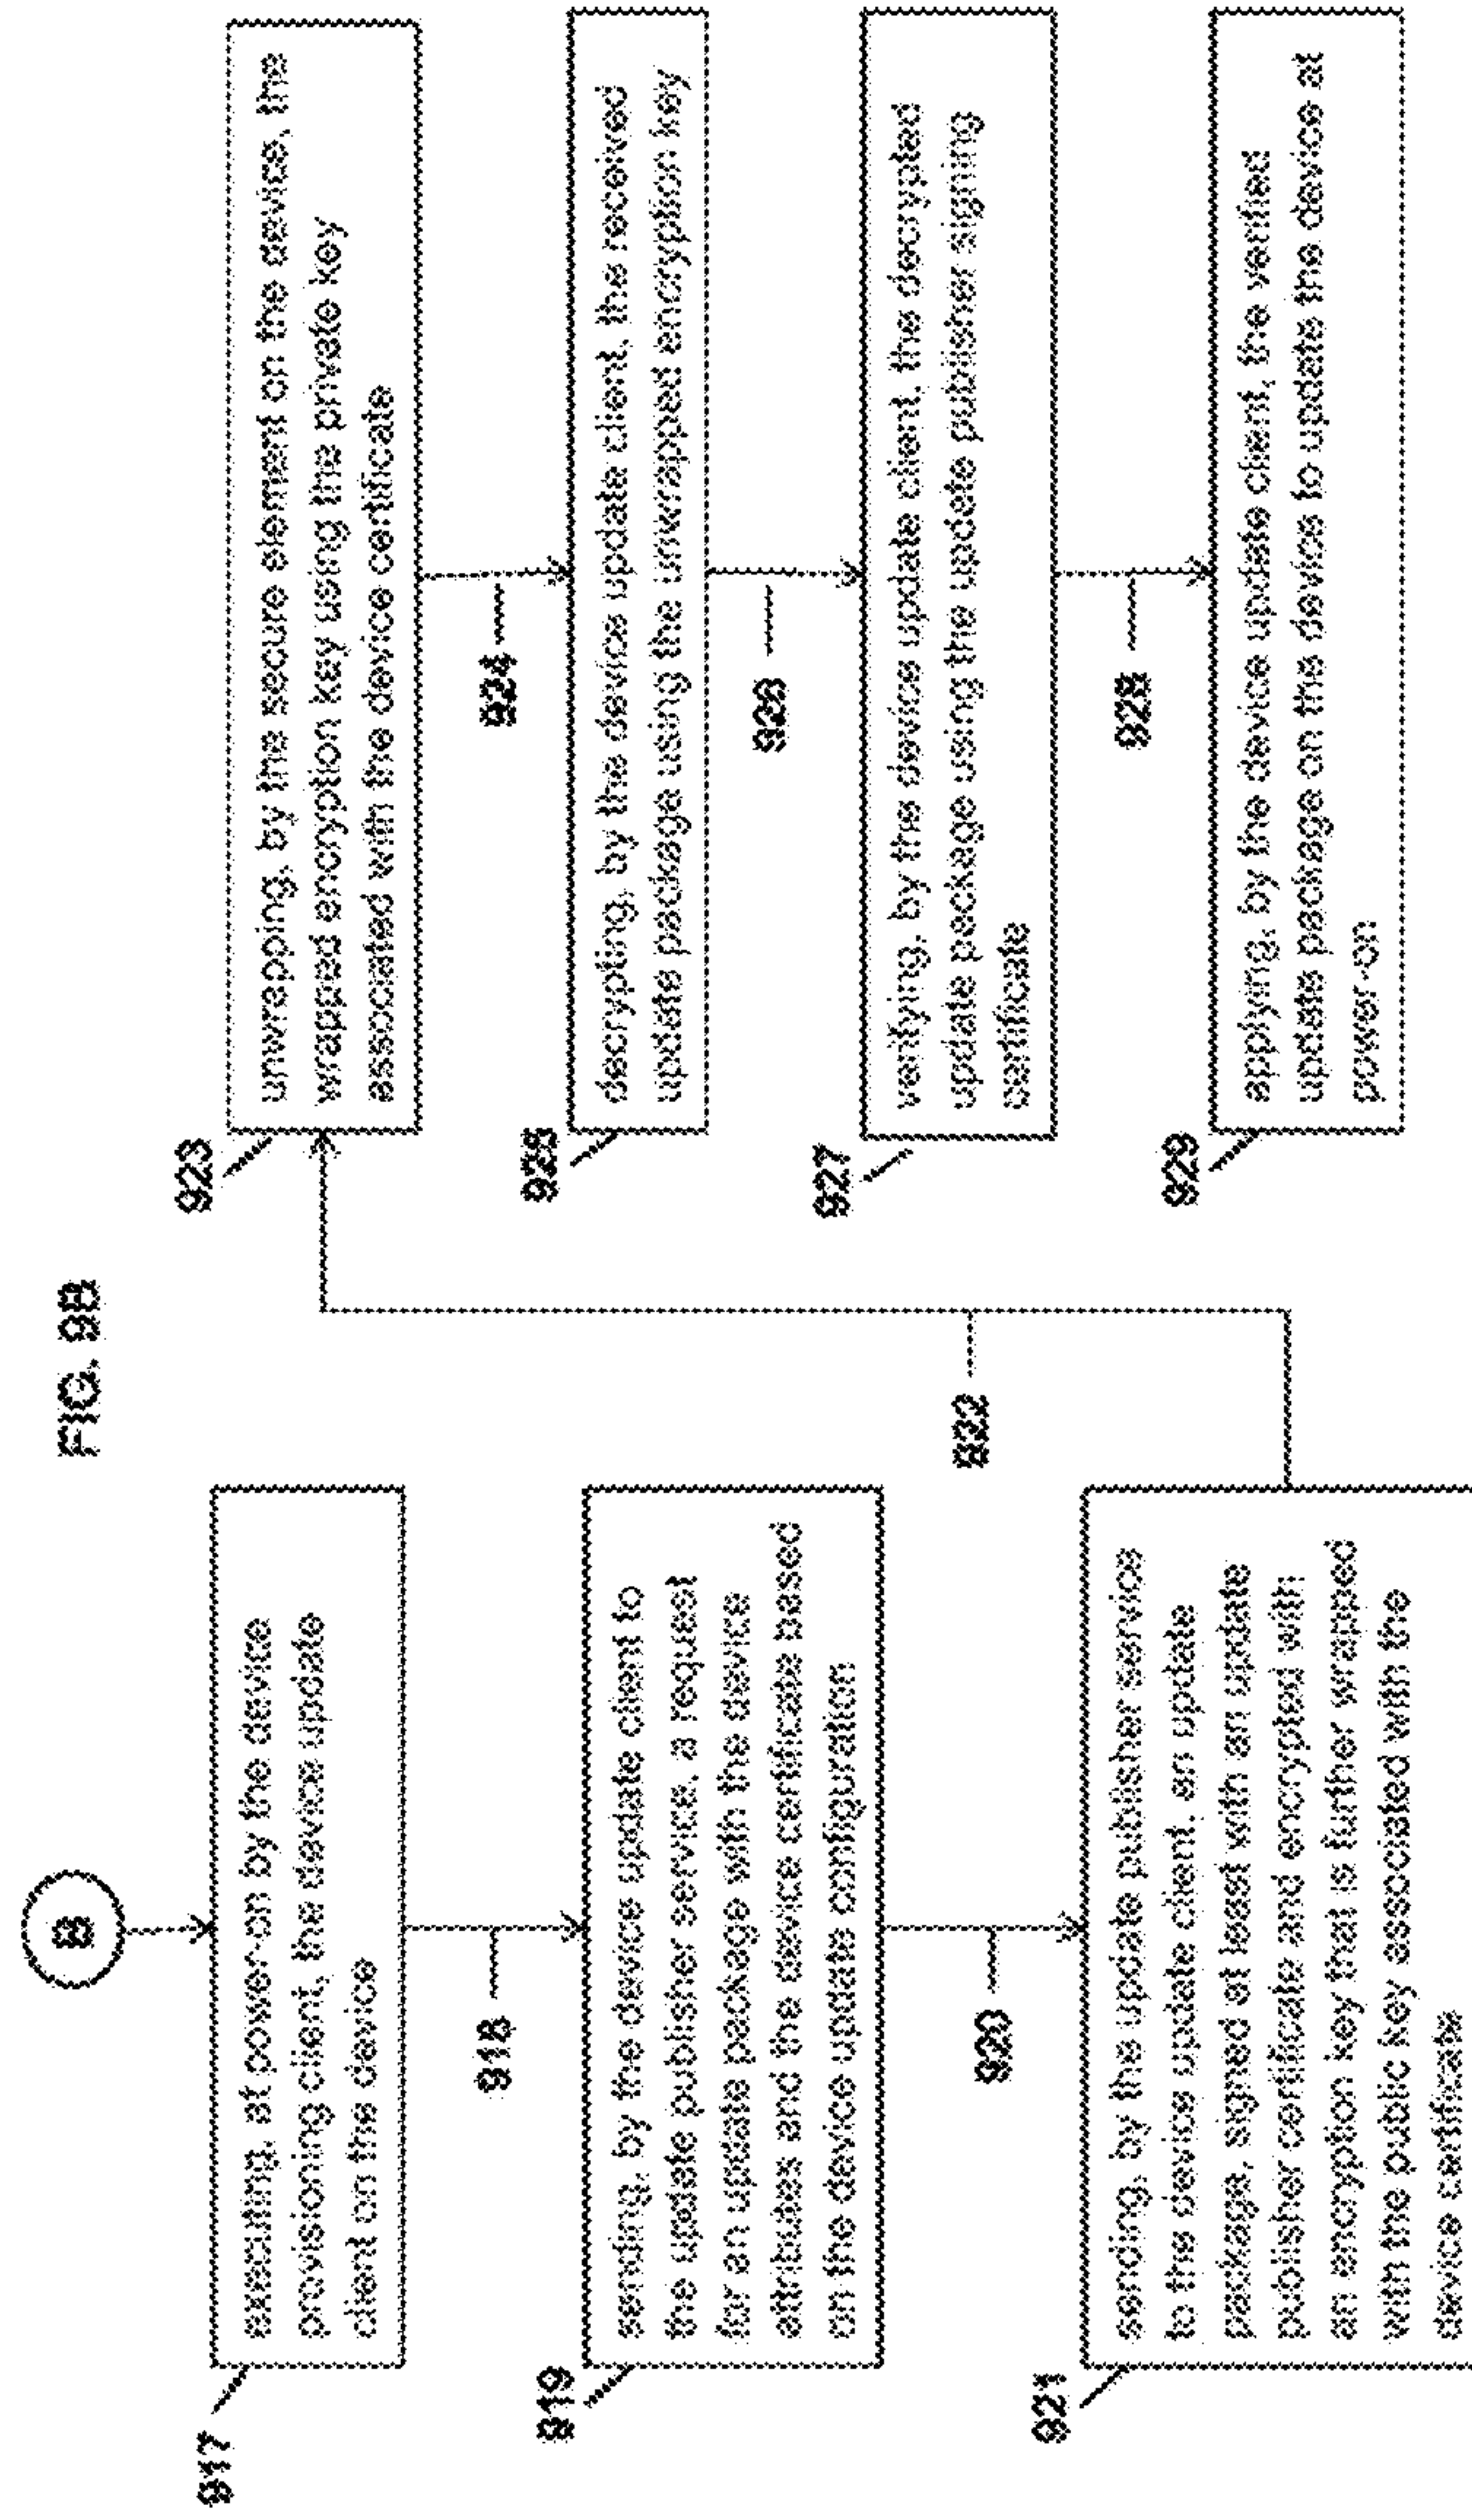 FIG. 9B
B
917
executing, at power-on by the device
provisioning client, the device update
client on the device
918
919
sending, by the device update client to
the update publisher service, a request
for an update package with the device
attributes and the device certificate based
on the device update configuration
920
921
sending, by the update publisher service
to the device update client, an update
package, signed at least with an update
publisher certificate and encrypted with
an encryption key that is further wrapped
with the public key associated with the
device certificate
922
923
unwrapping, by the secure element on the device, the
wrapped encryption key using the private key
associated with the device certificate
924
925
decrypting, by the device update client, the received
update package using the unwrapped encryption key
926
927
verifying, by the device update client, the decrypted
update package using the update publisher signing
certificate
928
929
applying, by the device update client, the verified
update package on the device to update the device at
power-on